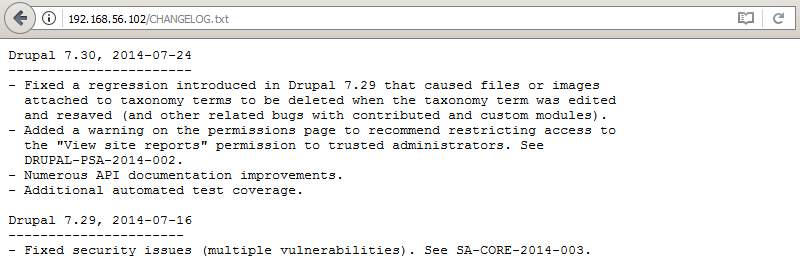 192.168.56.102/CHANGELOG.txt
Drupal 7.30, 2014-07-24
-----------------------
- Fixed a regression introduced in Drupal 7.29 that caused files or images
attached to taxonomy terms to be deleted when the taxonomy term was edited
and resaved (and other related bugs with contributed and custom modules).
- Added a warning on the permissions page to recommend restricting access to
the "View site reports" permission to trusted administrators. See
DRUPAL-PSA-2014-002.
- Numerous API documentation improvements.
- Additional automated test coverage.
Drupal 7.29, 2014-07-16
----------------------
- Fixed security issues (multiple vulnerabilities). See SA-CORE-2014-003.